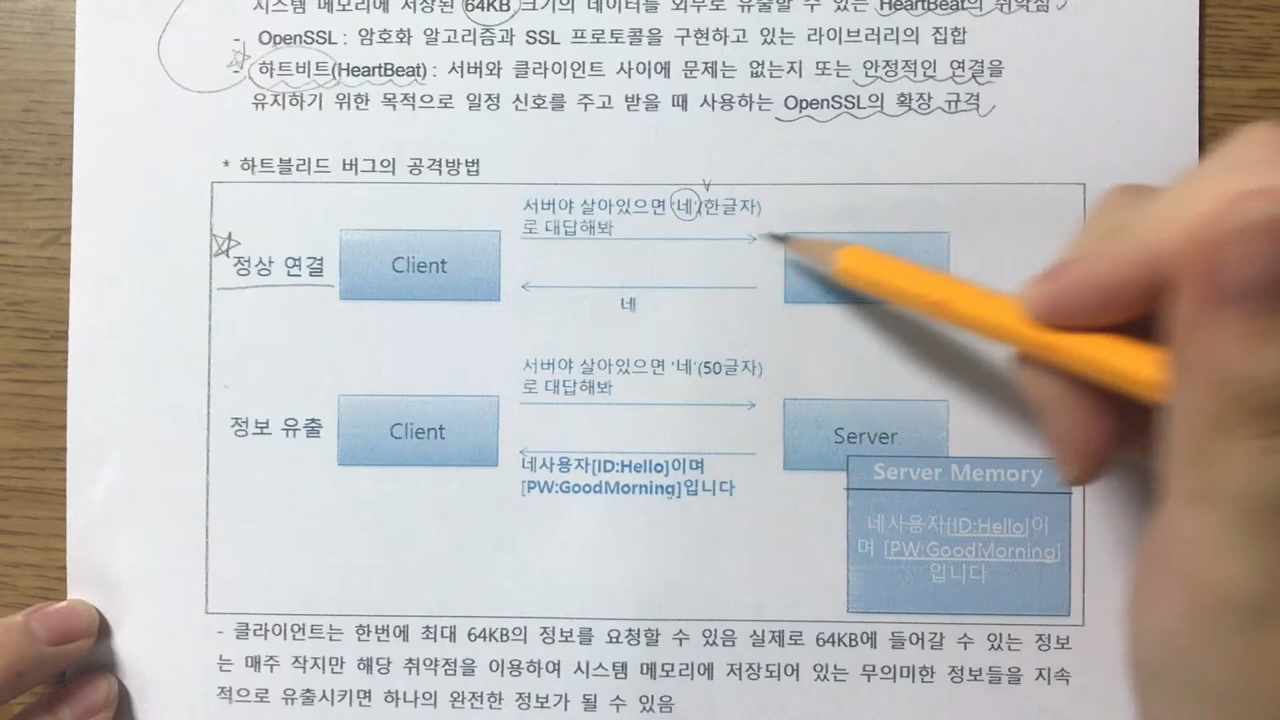 시스템 메모리에 저장된 64KB 크기의 데이터를 외부로 유출할 수 있는 HeartBeat의 취약점
- OpenSSL : 암호화 알고리즘과 SSL 프로토콜을 구현하고 있는 라이브러리의 집합
- 하트비트(HeartBeat) : 서버와 클라이언트 사이에 문제는 없는지 또는 안정적인 연결을
유지하기 위한 목적으로 일정 신호를 주고 받을 때 사용하는 OpenSSL의 확장 규격
* 하트블리드 버그의 공격방법
서버야 살아있으면 '네'(한글자)
로 대답해봐
정상 연결
Client
네
서버야 살아있으면 '네'(50글자)
로 대답해봐
정보 유출
Client
Server
네사용자[ID:Hello]이며
[PW:GoodMorning]입니다
Server Memory
네사용자[ID:Hello]이
며 [PW:GoodMorning]
입니다
- 클라이언트는 한번에 최대 64KB의 정보를 요청할 수 있음 실제로 64KB에 들어갈 수 있는 정보
는 매주 작지만 해당 취약점을 이용하여 시스템 메모리에 저장되어 있는 무의미한 정보들을 지속
적으로 유출시키면 하나의 완전한 정보가 될 수 있음